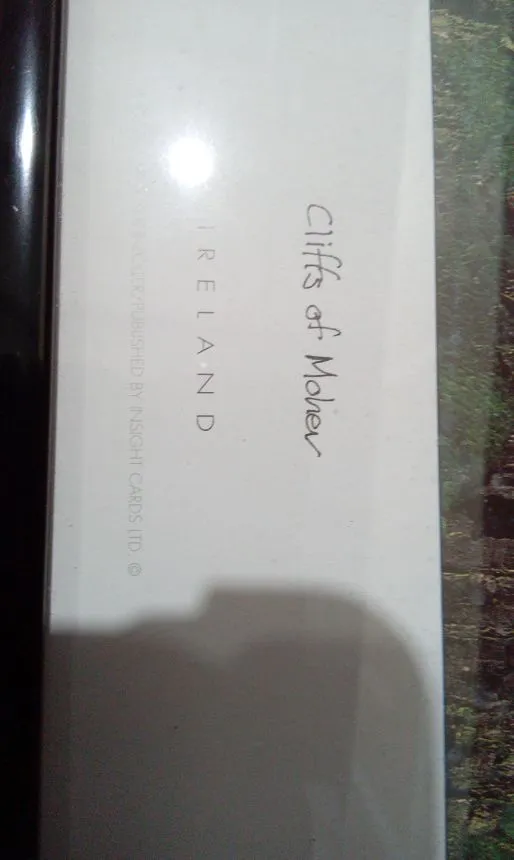 Cliffs of Moher
IRELAND
PUBLISHED BY INSIGHT CARDS LTD. ©